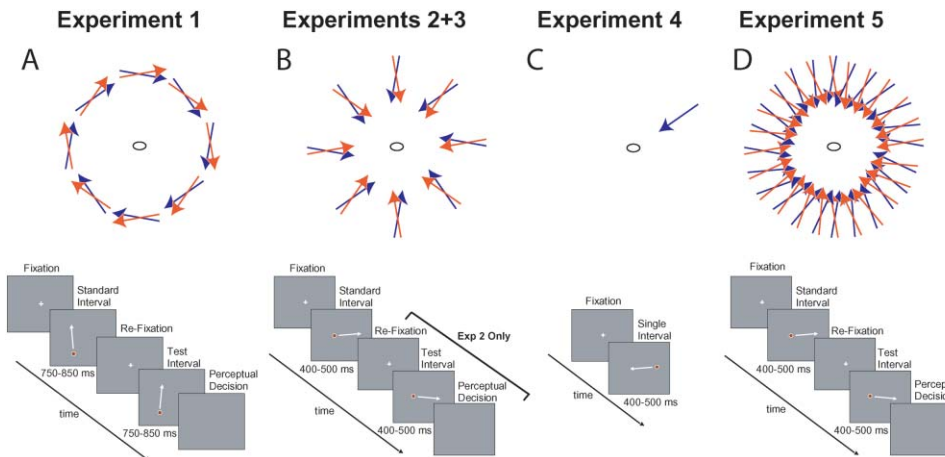 Experiment 1
Experiments 2+3
Experiment 4
Experiment 5
A
B
C
D
Fixation
Standard
Interval
Re-Fixation
Test
Interval
Perceptual
Decision
750-850 ms
750-850 ms
time
Fixation
Standard
Interval
Re-Fixation
Exp 2 Only
Test
Interval
Perceptual
Decision
400-500 ms
400-500 ms
time
Fixation
Single
Interval
400-500 ms
time
Fixation
Standard
Interval
Re-Fixation
Test
Interval
Perceptual
Decision
400-500 ms
400-500 ms
time